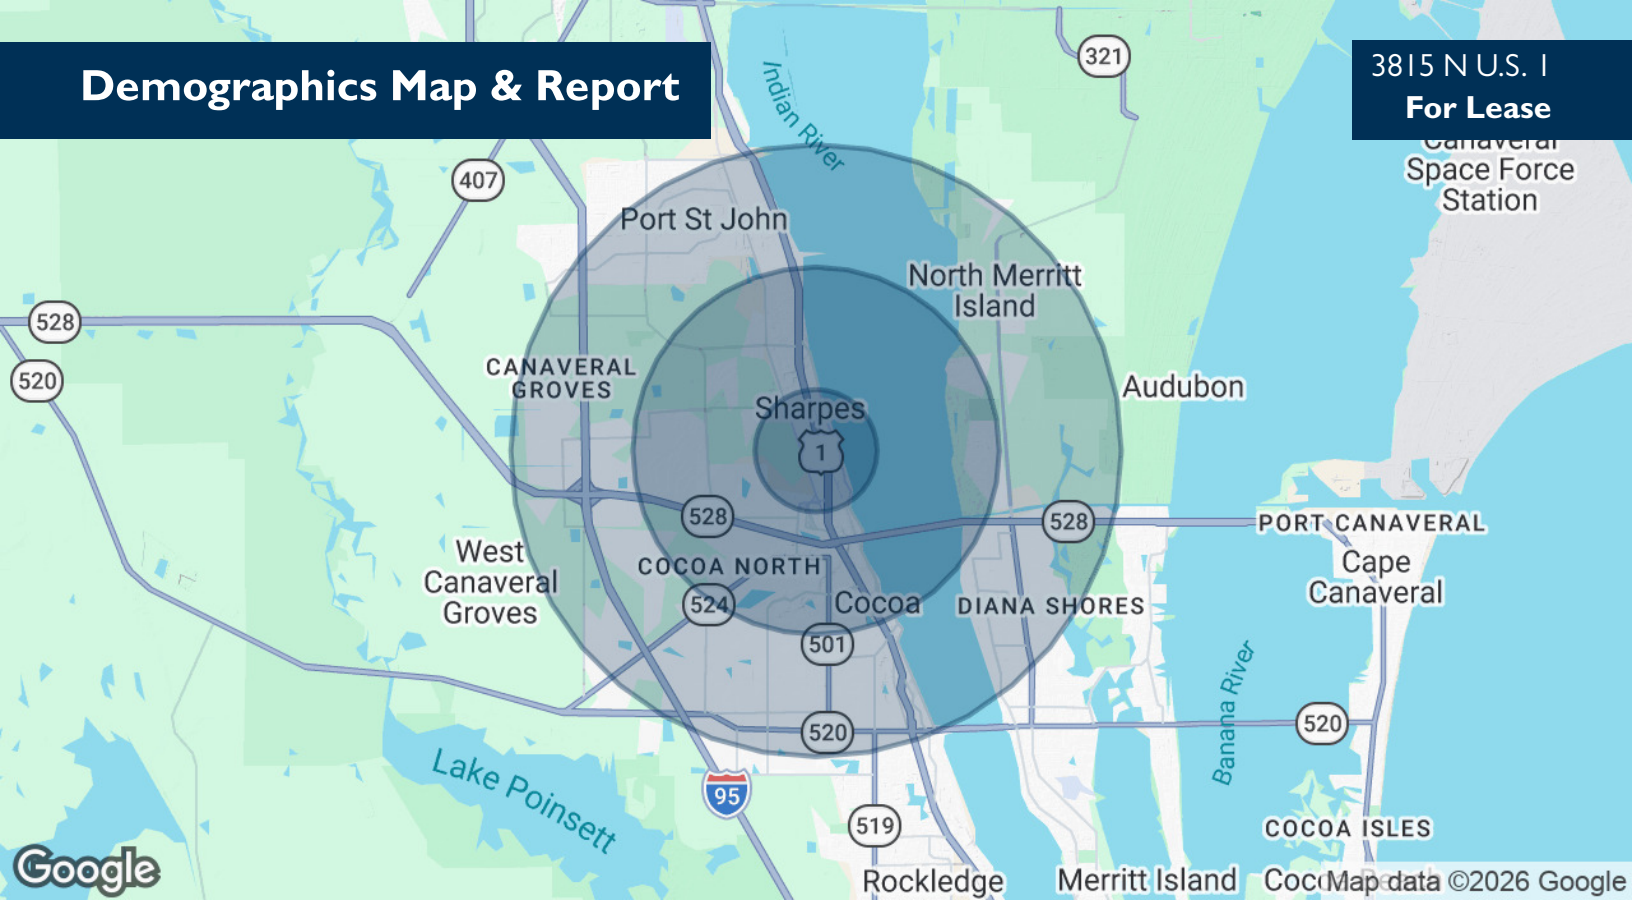 Demographics Map & Report
3815 N U.S. 1
For Lease
321
Indian River
Canaveral
Space Force
Station
407
Port St John
North Merritt
Island
528
520
CANAVERAL
GROVES
Audubon
Sharpes
1
528
528
PORT CANAVERAL
West
Canaveral
Groves
COCOA NORTH
Cape
Canaveral
524
Cocoa
DIANA SHORES
501
Banana River
520
520
Lake Poinsett
95
519
COCOA ISLES
Google
Rockledge
Merritt Island
Map data ©2026 Google